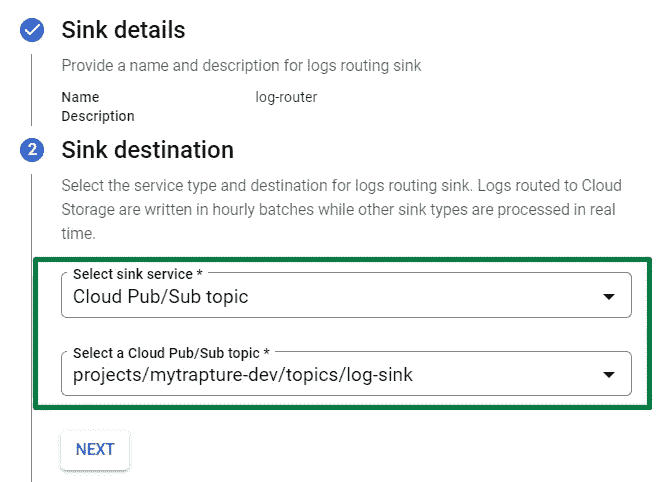 Sink details
Provide a name and description for logs routing sink
Name log-router
Description
2 Sink destination
Select the service type and destination for logs routing sink. Logs routed to Cloud
Storage are written in hourly batches while other sink types are processed in real
time.
Select sink service *
Cloud Pub/Sub topic
Select a Cloud Pub/Sub topic *
projects/mytrapture-dev/topics/log-sink
NEXT